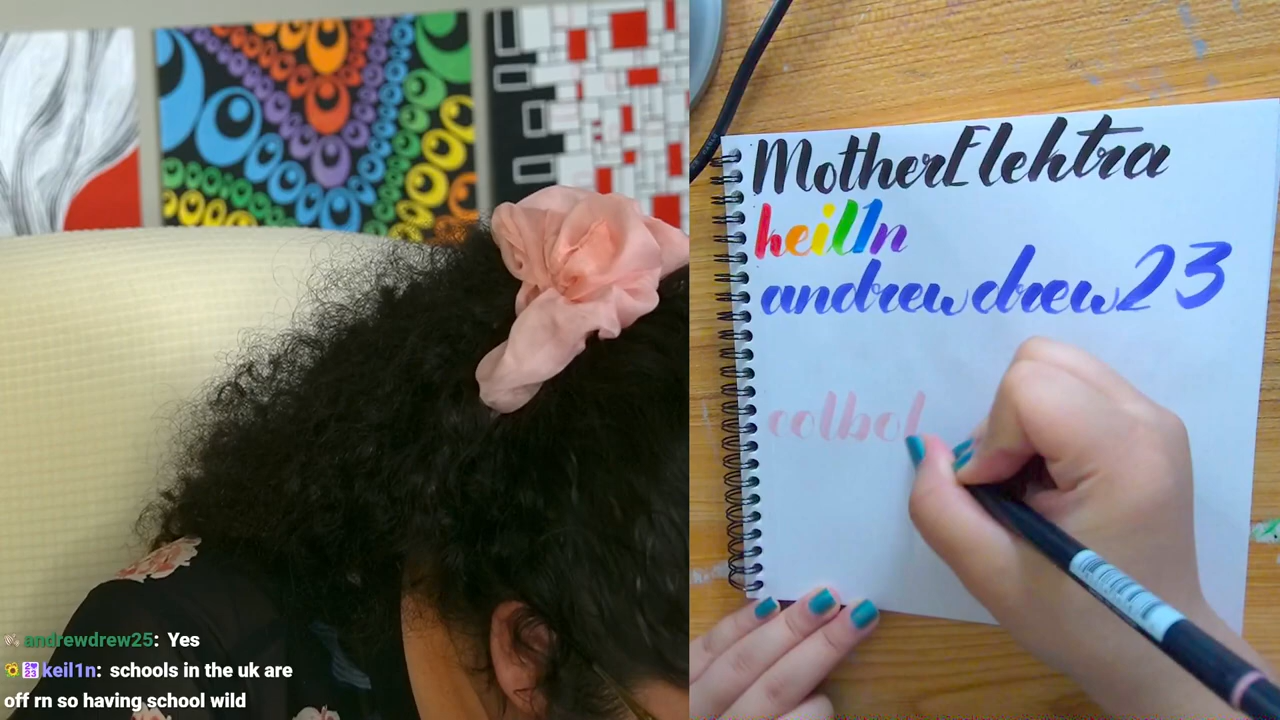 MotherElektra
keil1n
andrewdrew23
colbol
andrewdrew25: Yes
keil1n: schools in the uk are
off rn so having school wild